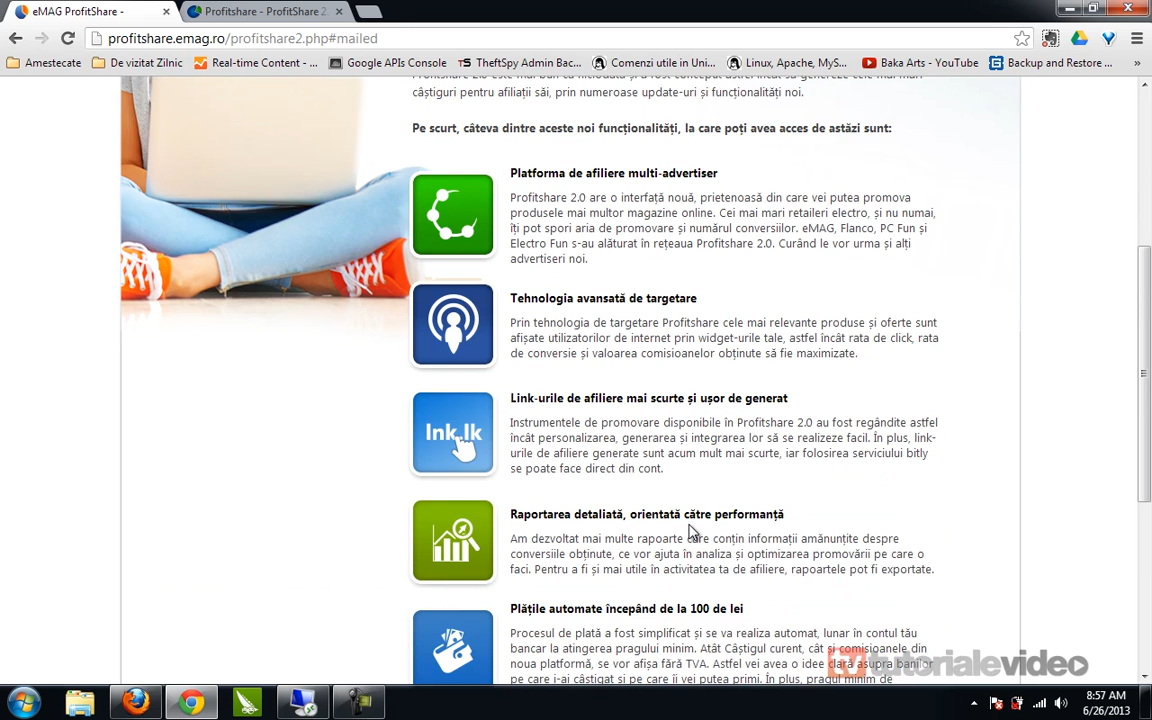 eMAG ProfitShare -
Profitshare - ProfitShare 2.
profitshare.emag.ro/profitshare2.php#mailed
Amestecate
De vizitat Zilnic
Real-time Content - ...
Google APIs Console
TheftSpy Admin Bac...
Comenzi utile in Uni...
Linux, Apache, MyS...
Baka Arts - YouTube
Backup and Restore ...
câștiguri pentru afiliații săi, prin numeroase update-uri și funcționalități noi.
Pe scurt, câteva dintre aceste noi funcționalități, la care poți avea acces de astăzi sunt:
Platforma de afiliere multi-advertiser
Profitshare 2.0 are o interfață nouă, prietenoasă din care vei putea promova
produsele mai multor magazine online. Cei mai mari retaileri electro, și nu numai,
îți pot spori aria de promovare și numărul conversiilor. eMAG, Flanco, PC Fun și
Electro Fun s-au alăturat în rețeaua Profitshare 2.0. Curând le vor urma și alți
advertiseri noi.
Tehnologia avansată de targetare
Prin tehnologia de targetare Profitshare cele mai relevante produse și oferte sunt
afișate utilizatorilor de internet prin widget-urile tale, astfel încât rata de click, rata
de conversie și valoarea comisioanelor obținute să fie maximizate.
lnk.lk
Link-urile de afiliere mai scurte și ușor de generat
Instrumentele de promovare disponibile în Profitshare 2.0 au fost regândite astfel
încât personalizarea, generarea și integrarea lor să se realizeze facil. În plus, link-
urile de afiliere generate sunt acum mult mai scurte, iar folosirea serviciului bitly
se poate face direct din cont.
Raportarea detaliată, orientată către performanță
Am dezvoltat mai multe rapoarte care conțin informații amănunțite despre
conversiile obținute, ce vor ajuta în analiza și optimizarea promovării pe care o
faci. Pentru a fi și mai utile în activitatea ta de afiliere, rapoartele pot fi exportate.
Plățile automate începând de la 100 de lei
Procesul de plată a fost simplificat și se va realiza automat, lunar în contul tău
bancar la atingerea pragului minim. Atât Câștigul curent, cât și comisioanele din
noua platformă, se vor afișa fără TVA. Astfel vei avea o idee clară asupra banilor
pe care i-ai câștigat și pe care îi vei putea primi. În plus, pragul minim de
tutorialevideo
8:57 AM
6/26/2013